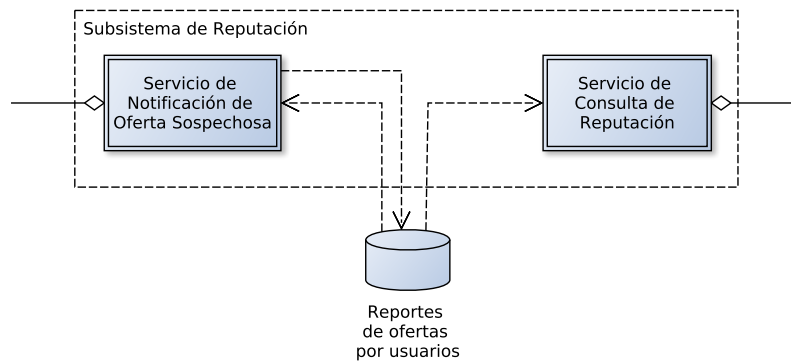 Subsistema de Reputación
Servicio de
Notificación de
Oferta Sospechosa
Servicio de
Consulta de
Reputación
Reportes
de ofertas
por usuarios